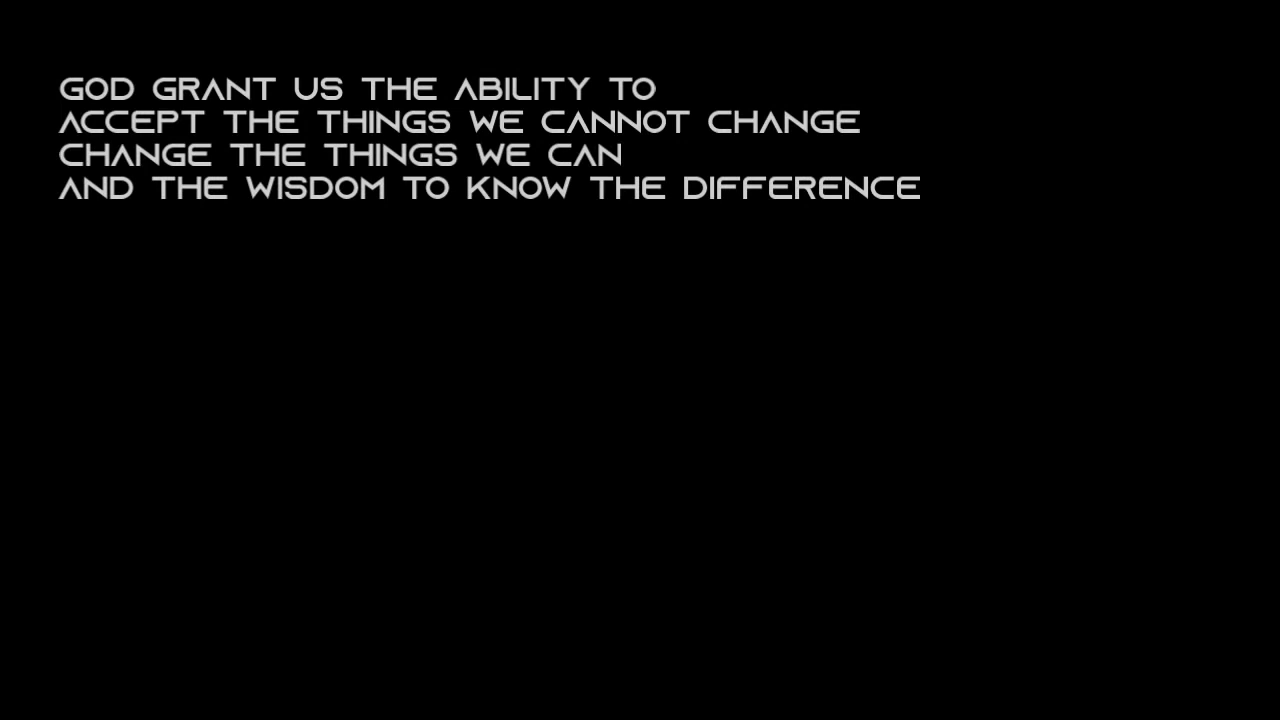 GOD GRANT US THE ABILITY TO
ACCEPT THE THINGS WE CANNOT CHANGE
CHANGE THE THINGS WE CAN
AND THE WISDOM TO KNOW THE DIFFERENCE